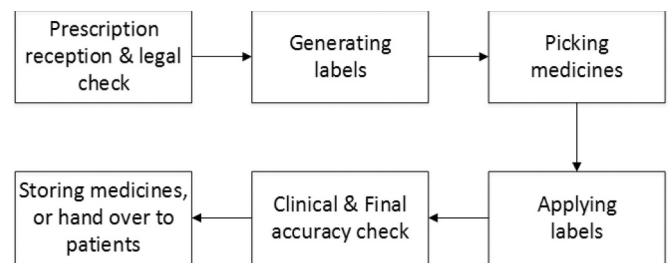 Prescription
reception & legal
check
Generating
labels
Picking
medicines
Applying
labels
Clinical & Final
accuracy check
Storing medicines,
or hand over to
patients